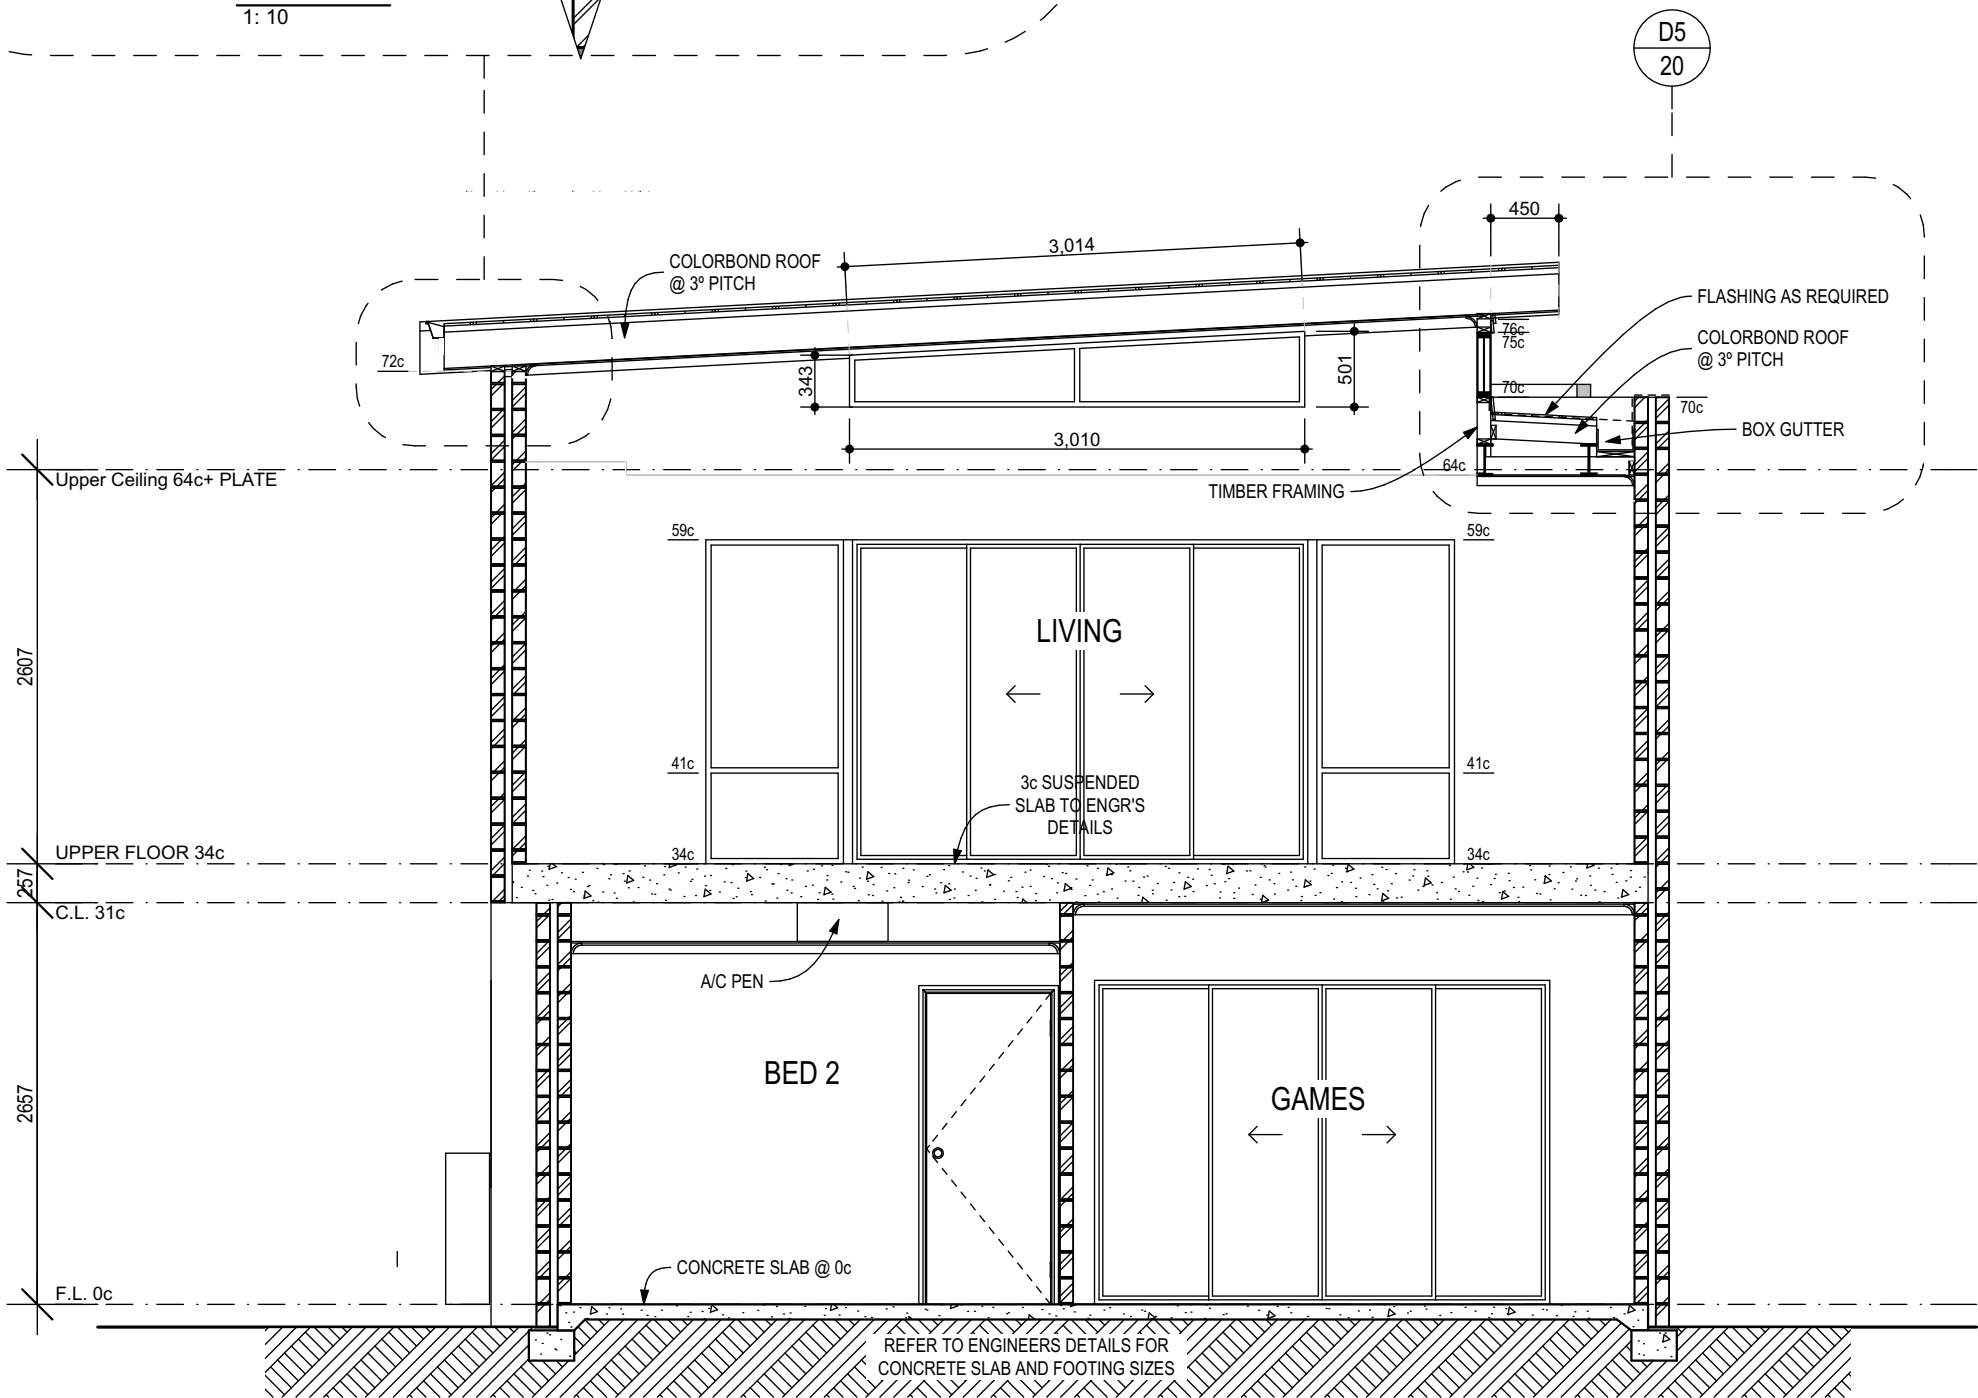 1: 10
D5
20
450
3,014
COLORBOND ROOF
@ 3º PITCH
FLASHING AS REQUIRED
COLORBOND ROOF
@ 3º PITCH
BOX GUTTER
76c
75c
72c
343
501
70c
70c
3,010
64c
TIMBER FRAMING
Upper Ceiling 64c+ PLATE
59c
59c
LIVING
2607
41c
41c
3c SUSPENDED
SLAB TO ENGR'S
DETAILS
34c
34c
UPPER FLOOR 34c
257
C.L. 31c
A/C PEN
BED 2
GAMES
2657
CONCRETE SLAB @ 0c
F.L. 0c
REFER TO ENGINEERS DETAILS FOR
CONCRETE SLAB AND FOOTING SIZES